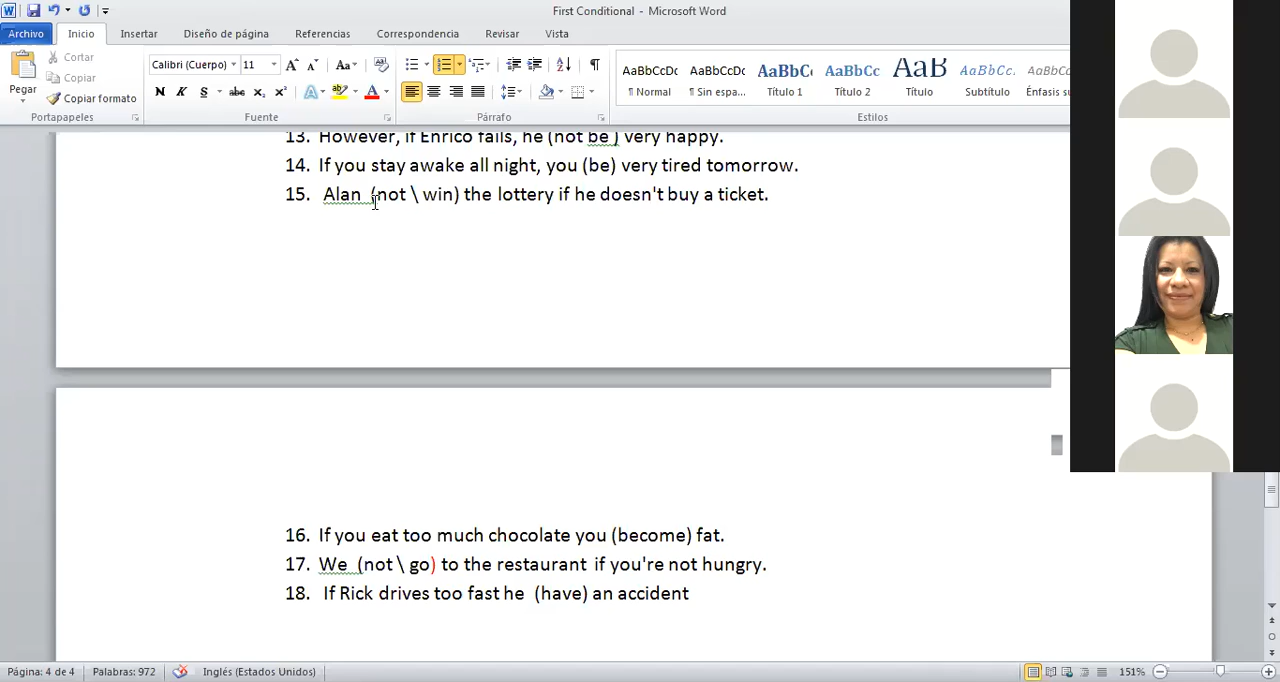 First Conditional - Microsoft Word
Archivo Inicio Insertar Diseño de página Referencias Correspondencia Revisar Vista
Pegar
Cortar
Copiar
Copiar formato
Portapapeles
Calibri (Cuerpo) 11
N K S abc x₂ x²
Fuente
Párrafo
AaBbCcDc AaBbCcDc AaBbC AaBbCc AaB AaBbCc. AaBbCc
¶ Normal ¶ Sin espa... Título 1 Título 2 Título Subtítulo Énfasis su
Estilos
13. However, if Enrico fails, he (not be ) very happy.
14. If you stay awake all night, you (be) very tired tomorrow.
15. Alan (not \ win) the lottery if he doesn't buy a ticket.
16. If you eat too much chocolate you (become) fat.
17. We (not \ go) to the restaurant if you're not hungry.
18. If Rick drives too fast he (have) an accident
Página: 4 de 4 Palabras: 972 Inglés (Estados Unidos) 151%